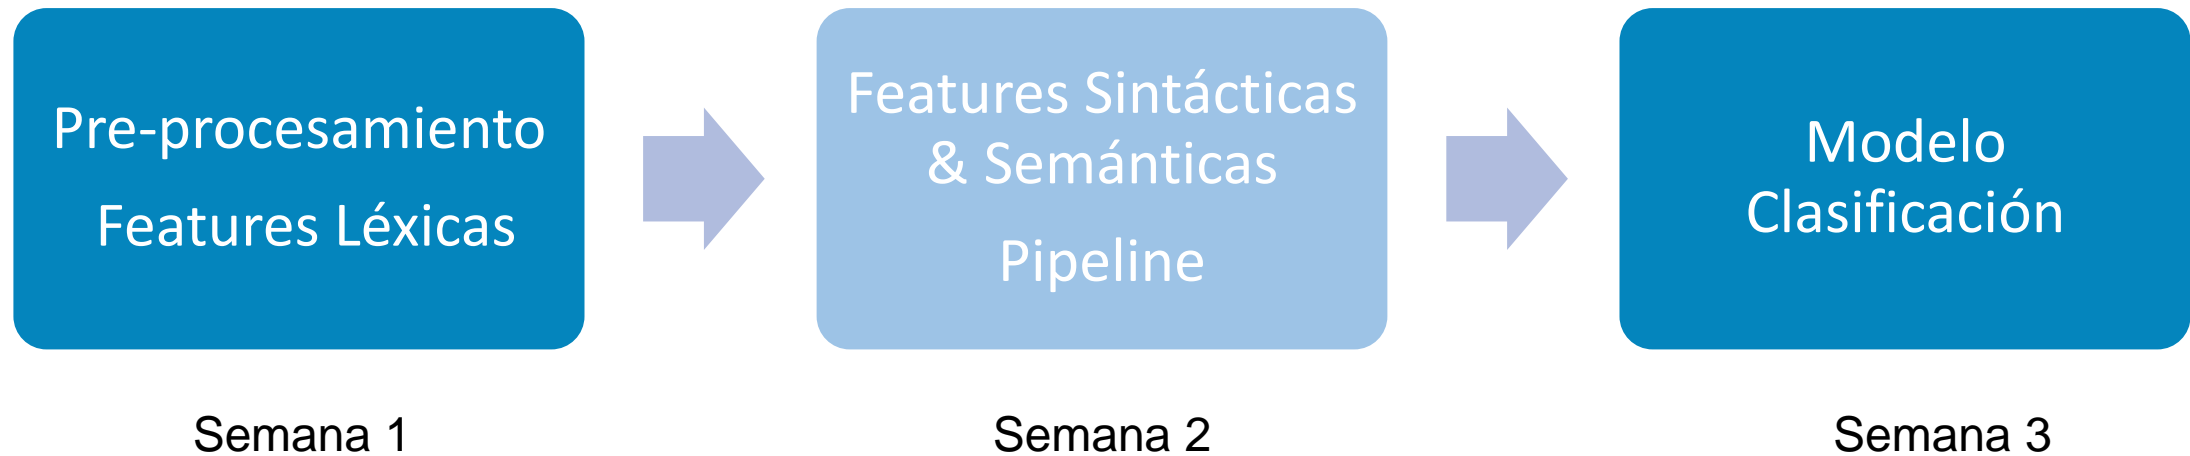 Pre-procesamiento
Features Léxicas
Features Sintácticas
& Semánticas
Pipeline
Modelo
Clasificación
Semana 1
Semana 2
Semana 3